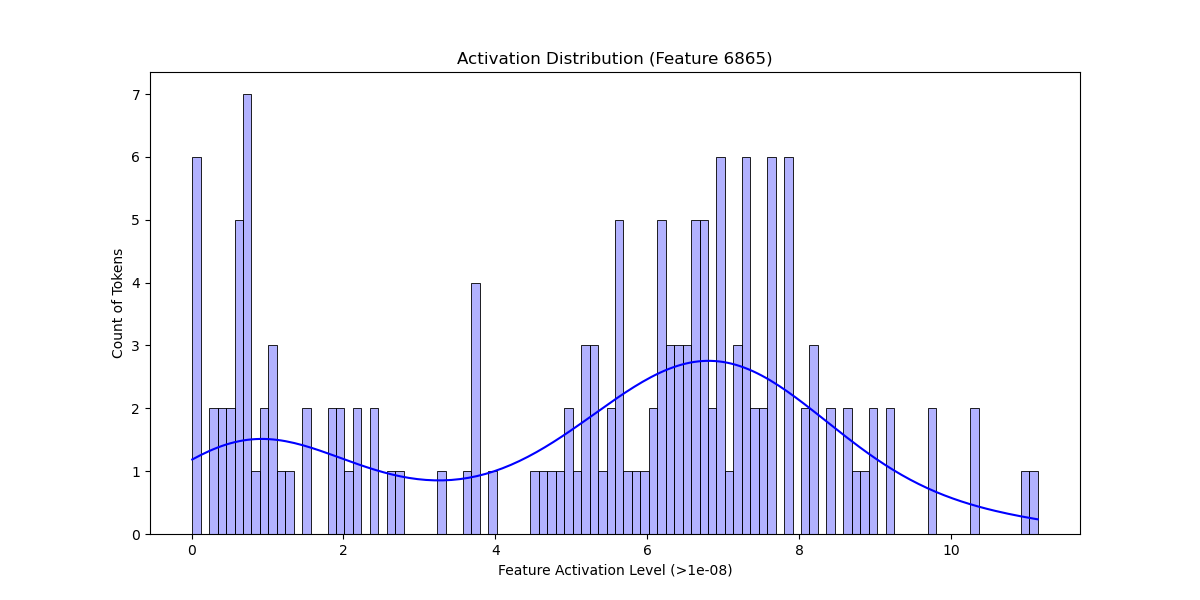 Activation Distribution (Feature 6865)
7
6
5
4
3
2
1
0
Count of Tokens
0 2 4 6 8 10
Feature Activation Level (>1e-08)